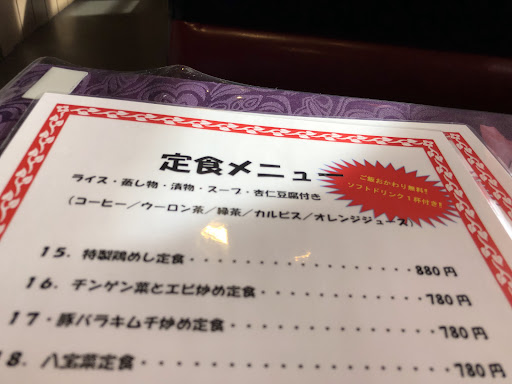 定食メニュー
ご飯おかわり無料!!
ソフトドリンク1杯付き!!
ライス・蒸し物・漬物・スープ・杏仁豆腐付き
(コーヒー/ウーロン茶/緑茶/カルピス/オレンジジュース)
15. 特製鶏めし定食・・・・・・・・・・・・・・・・・880円
16. チンゲン菜とエビ炒め定食・・・・・・・・・・・・780円
17・豚バラキムチ炒め定食・・・・・・・・・・・・・・780円
18. 八宝菜定食・・・・・・・・・・・・・・・・・・・780円